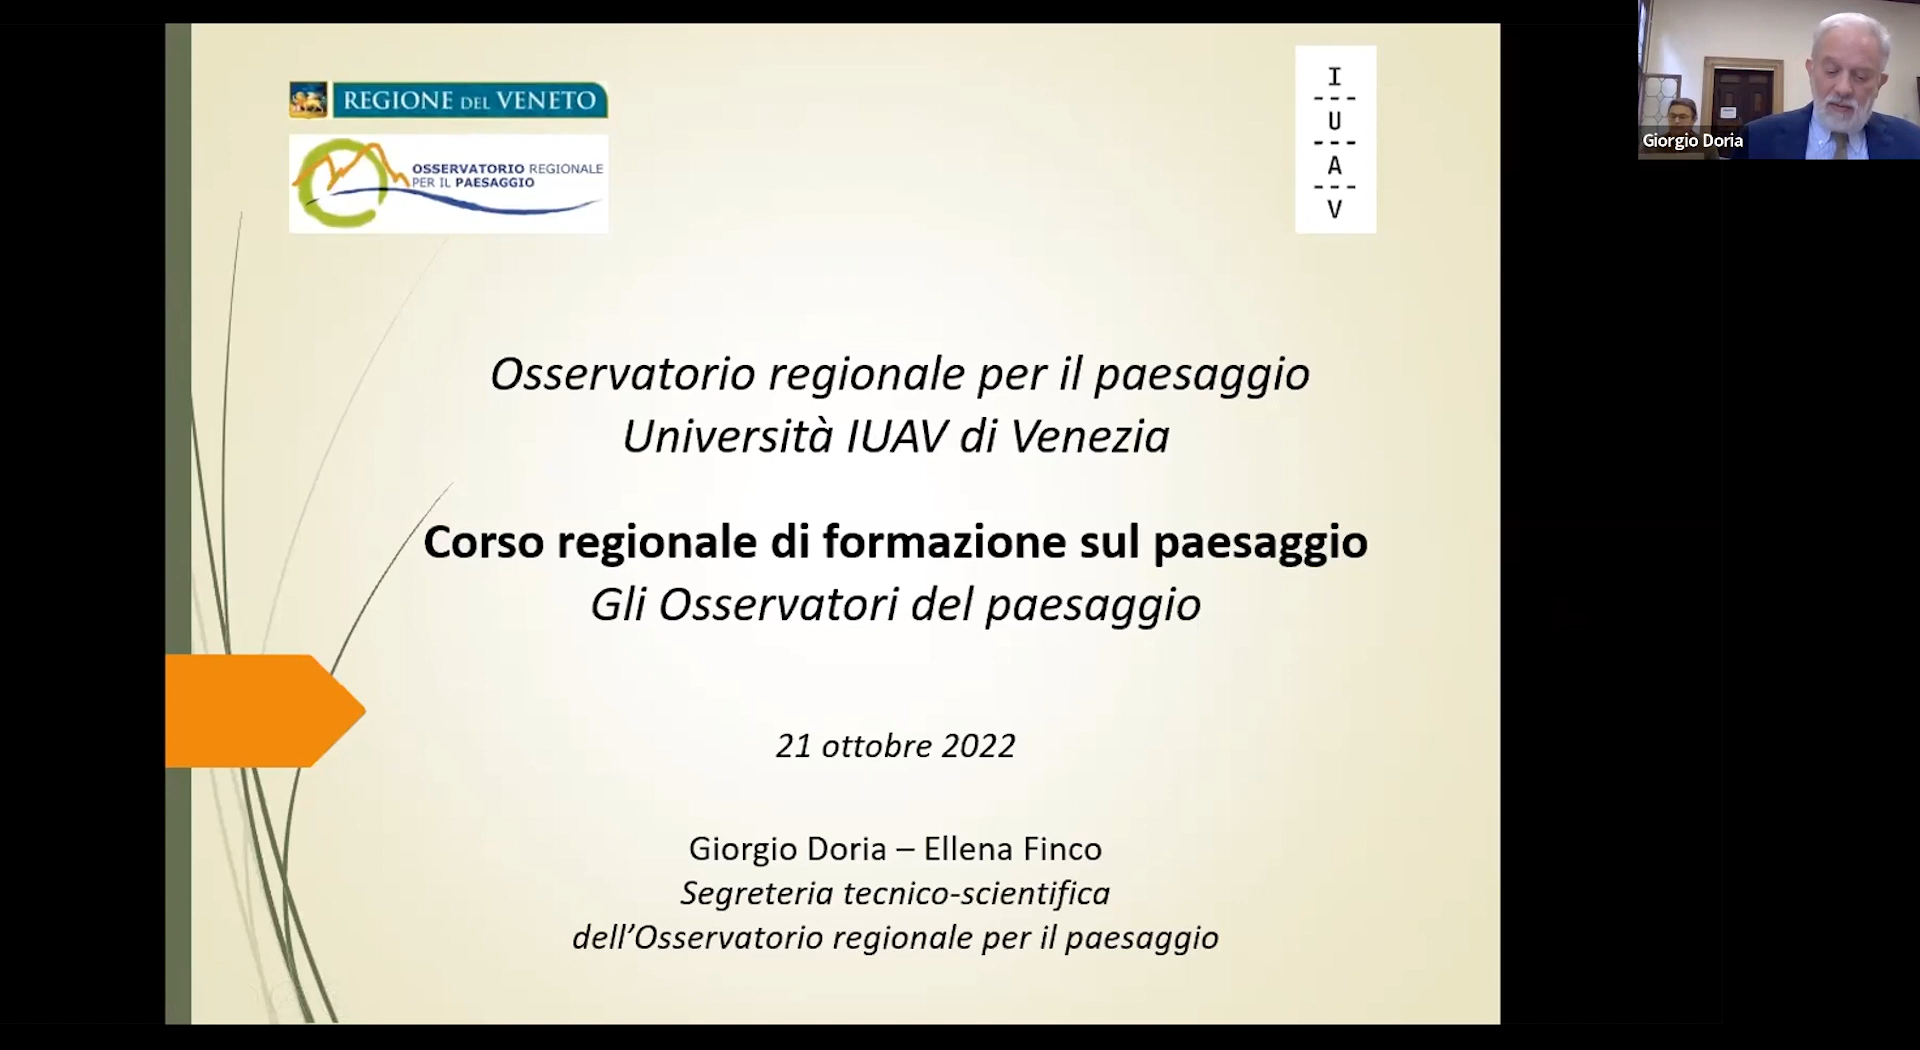 REGIONE DEL VENETO
OSSERVATORIO REGIONALE
PER IL PAESAGGIO
I
U
A
V
Giorgio Doria
Osservatorio regionale per il paesaggio
Università IUAV di Venezia
Corso regionale di formazione sul paesaggio
Gli Osservatori del paesaggio
21 ottobre 2022
Giorgio Doria – Ellena Finco
Segreteria tecnico-scientifica
dell’Osservatorio regionale per il paesaggio